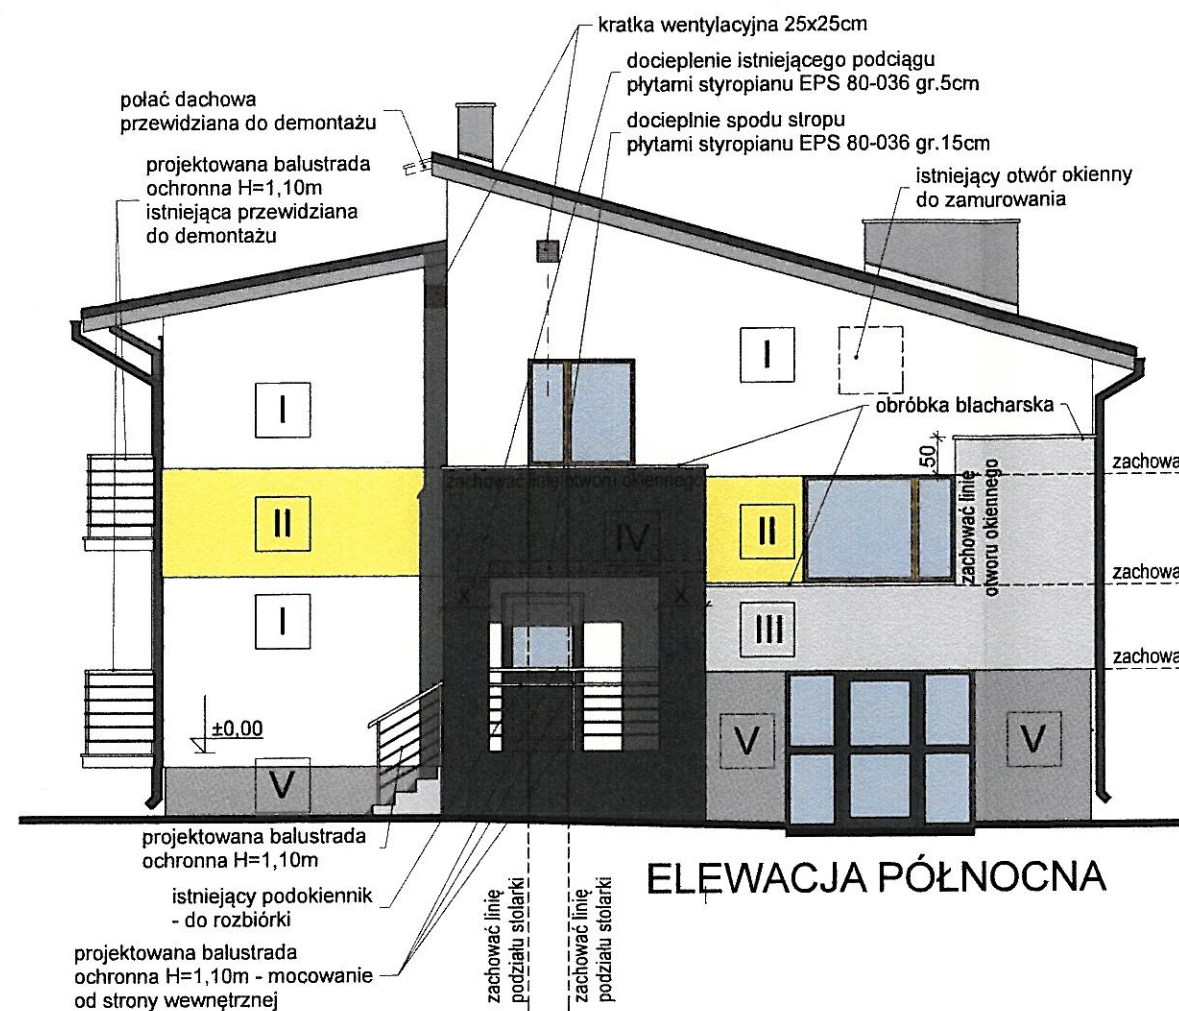 kratka wentylacyjna 25x25cm
docieplenie istniejącego podciągu
płytami styropianu EPS 80-036 gr.5cm
docieplnie spodu stropu
płytami styropianu EPS 80-036 gr.15cm
połać dachowa
przewidziana do demontażu
projektowana balustrada
ochronna H=1,10m
istniejąca przewidziana
do demontażu
istniejący otwór okienny
do zamurowania
I
I
obróbka blacharska
50
zachować linię
otworu okiennego
zachowa
zachować linię otworu okiennego
II
IV
II
zachowa
X
X
I
III
zachowa
±0,00
V
V
V
projektowana balustrada
ochronna H=1,10m
ELEWACJA PÓŁNOCNA
istniejący podokiennik
- do rozbiórki
projektowana balustrada
ochronna H=1,10m - mocowanie
od strony wewnętrznej
zachować linię
podziału stolarki
zachować linię
podziału stolarki